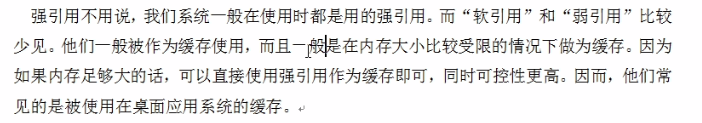 强引用不用说，我们系统一般在使用时都是用的强引用。而“软引用”和“弱引用”比较
少见。他们一般被作为缓存使用，而且一般是在内存大小比较受限的情况下做为缓存。因为
如果内存足够大的话，可以直接使用强引用作为缓存即可，同时可控性更高。因而，他们常
见的是被使用在桌面应用系统的缓存。